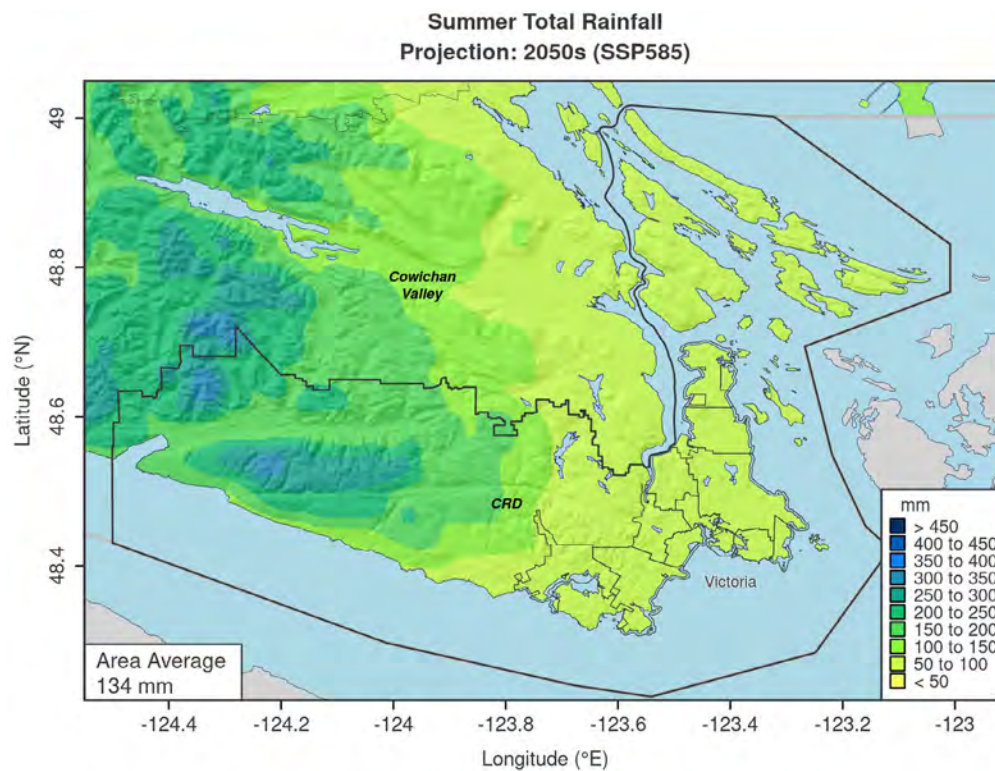 Summer Total Rainfall
Projection: 2050s (SSP585)
49
48.8
48.6
48.4
Latitude (°N)
Cowichan
Valley
CRD
Victoria
mm
> 450
400 to 450
350 to 400
300 to 350
250 to 300
200 to 250
150 to 200
100 to 150
50 to 100
< 50
Area Average
134 mm
-124.4
-124.2
-124
-123.8
-123.6
-123.4
-123.2
-123
Longitude (°E)